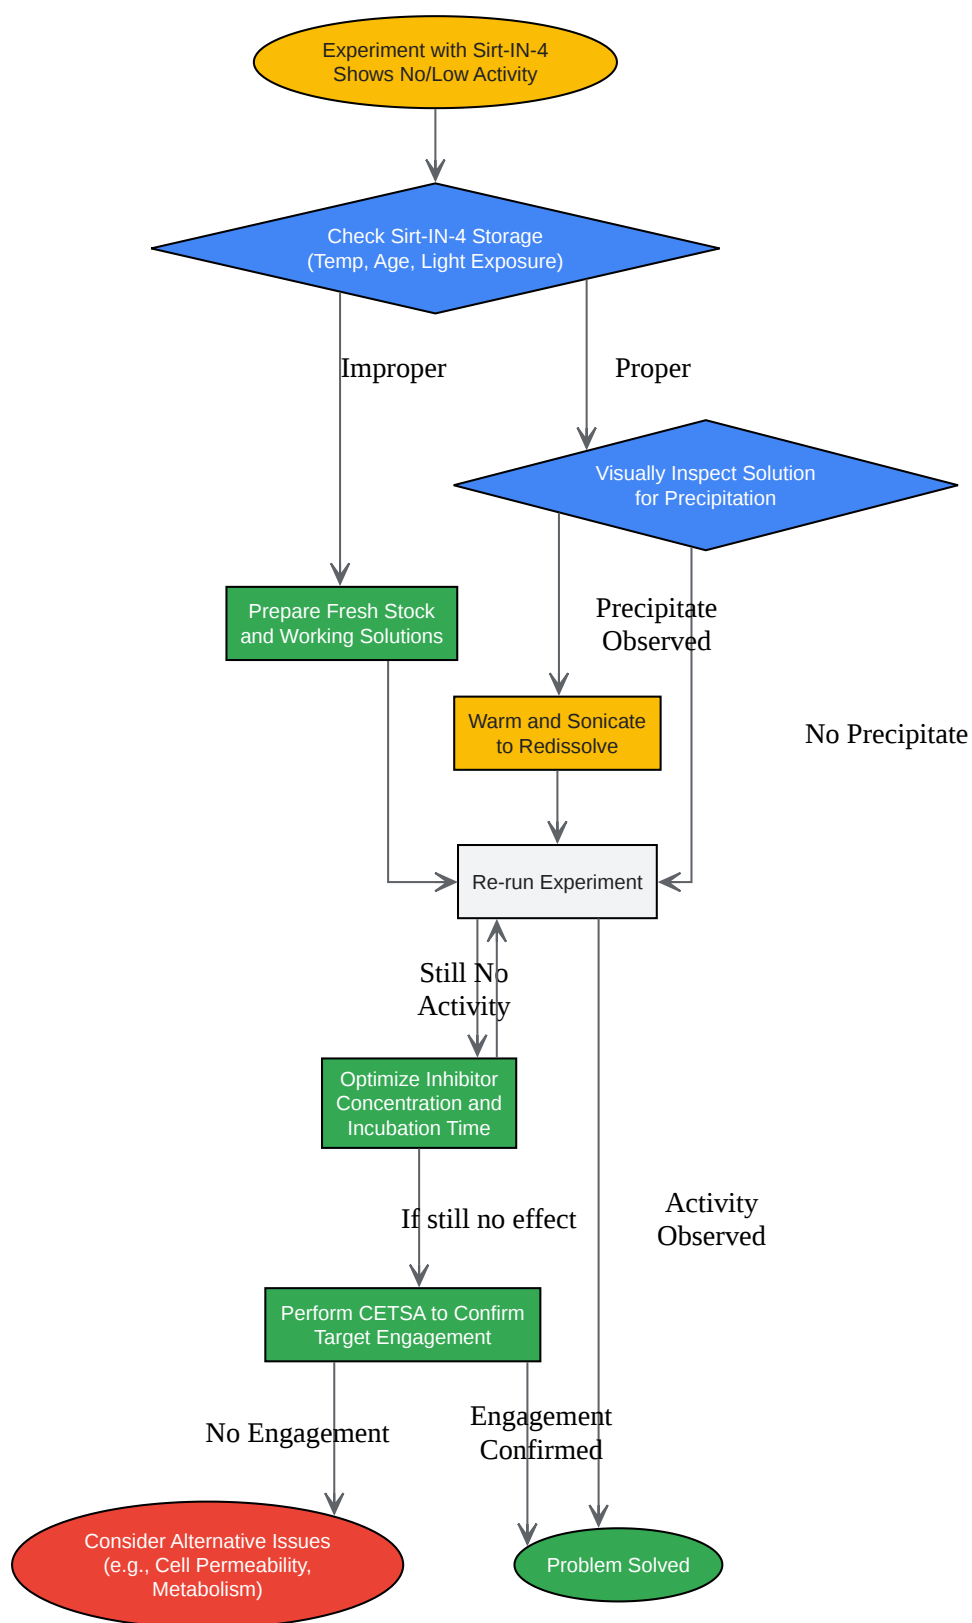 Experiment with Sirt-IN-4
Shows No/Low Activity
Check Sirt-IN-4 Storage
(Temp, Age, Light Exposure)
Improper
Proper
Visually Inspect Solution
for Precipitation
Prepare Fresh Stock
and Working Solutions
Precipitate
Observed
Warm and Sonicate
to Redissolve
No Precipitate
Re-run Experiment
Still No
Activity
Optimize Inhibitor
Concentration and
Incubation Time
If still no effect
Activity
Observed
Perform CETSA to Confirm
Target Engagement
No Engagement
Engagement
Confirmed
Consider Alternative Issues
(e.g., Cell Permeability,
Metabolism)
Problem Solved